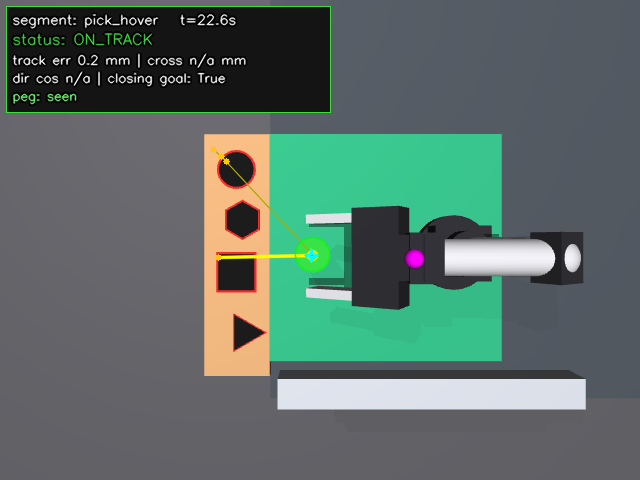 segment: pick_hover t=22.6s
status: ON_TRACK
track err 0.2 mm | cross n/a mm
dir cos n/a | closing goal: True
peg: seen